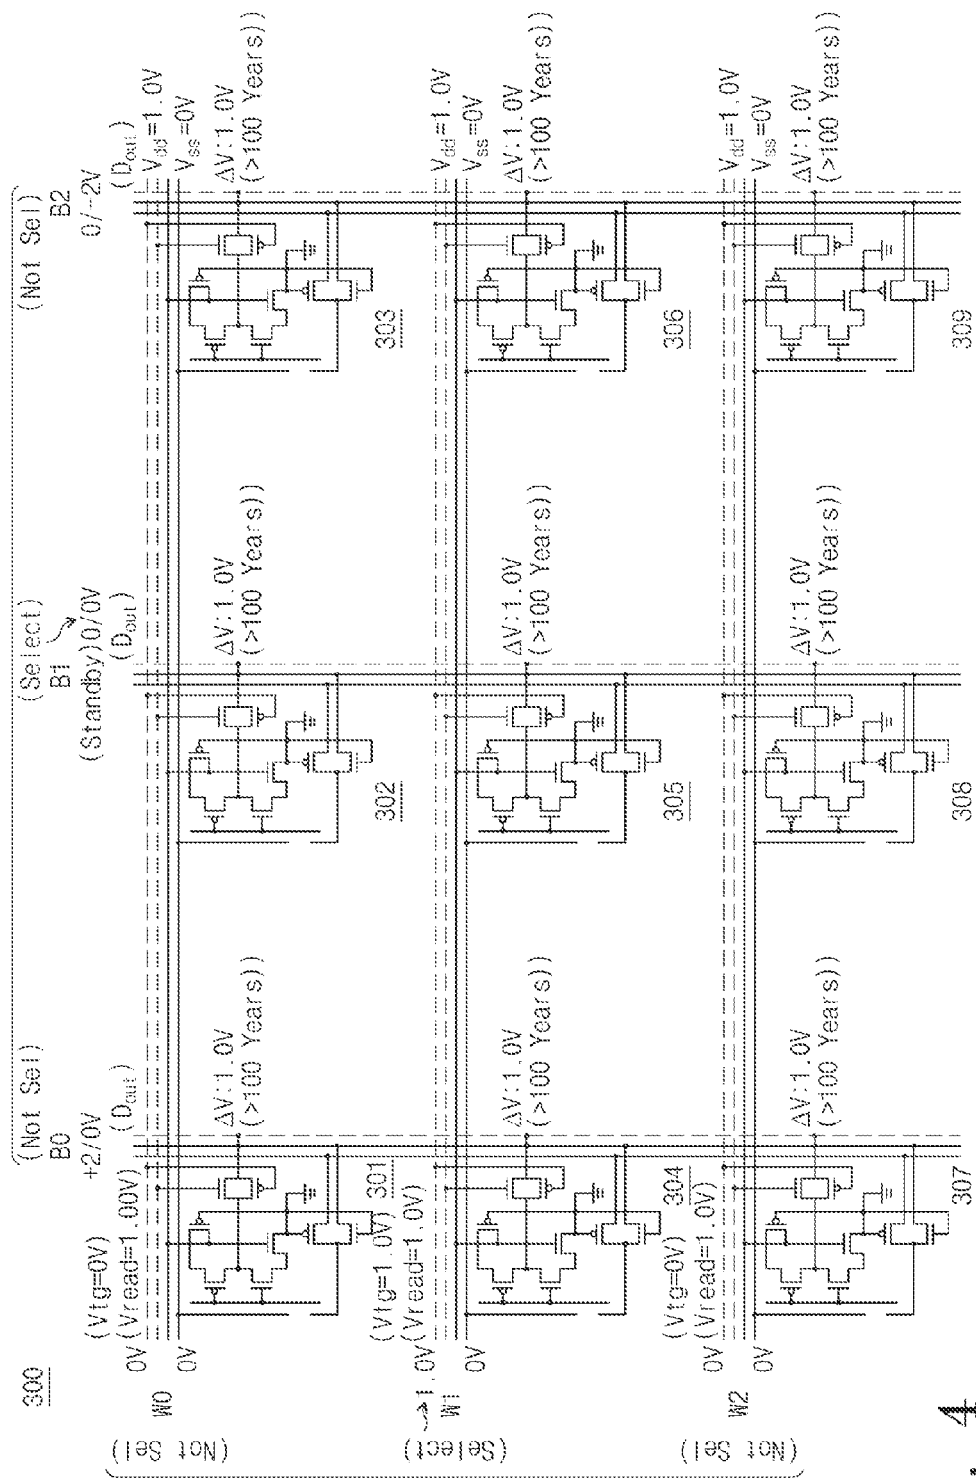 300
(Not Sel)
B0
+2/0V
(Dout)
(Select)
B1
(Standby)0/0V
(Dout)
(Not Sel)
B2
0/-2V
(Dout)
(Not Sel)
W0
0V
(Vtg=0V)
(Vread=1.00V)
0V
Vdd=1.0V
Vss=0V
ΔV:1.0V
(>100 Years))
ΔV:1.0V
(>100 Years))
ΔV:1.0V
(>100 Years))
301
302
303
(Select)
W1
1.0V
(Vtg=1.0V)
(Vread=1.0V)
0V
Vdd=1.0V
Vss=0V
ΔV:1.0V
(>100 Years))
ΔV:1.0V
(>100 Years))
ΔV:1.0V
(>100 Years))
304
305
306
(Not Sel)
W2
0V
(Vtg=0V)
(Vread=1.0V)
0V
Vdd=1.0V
Vss=0V
ΔV:1.0V
(>100 Years))
ΔV:1.0V
(>100 Years))
ΔV:1.0V
(>100 Years))
307
308
309
4